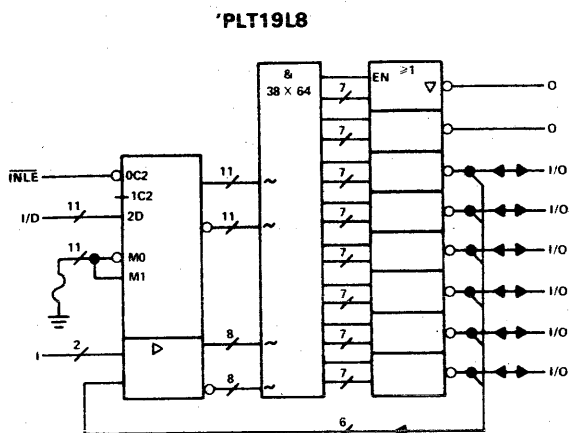 'PLT19L8
&
38 × 64
EN ≥1 ▽
7
O
7
O
INLE
0C2
11
~
7
I/O
1C2
I/D
11
2D
11
~
7
I/O
11
M0
7
I/O
M1
7
I/O
I
2
▷
8
~
7
I/O
8
~
7
I/O
6